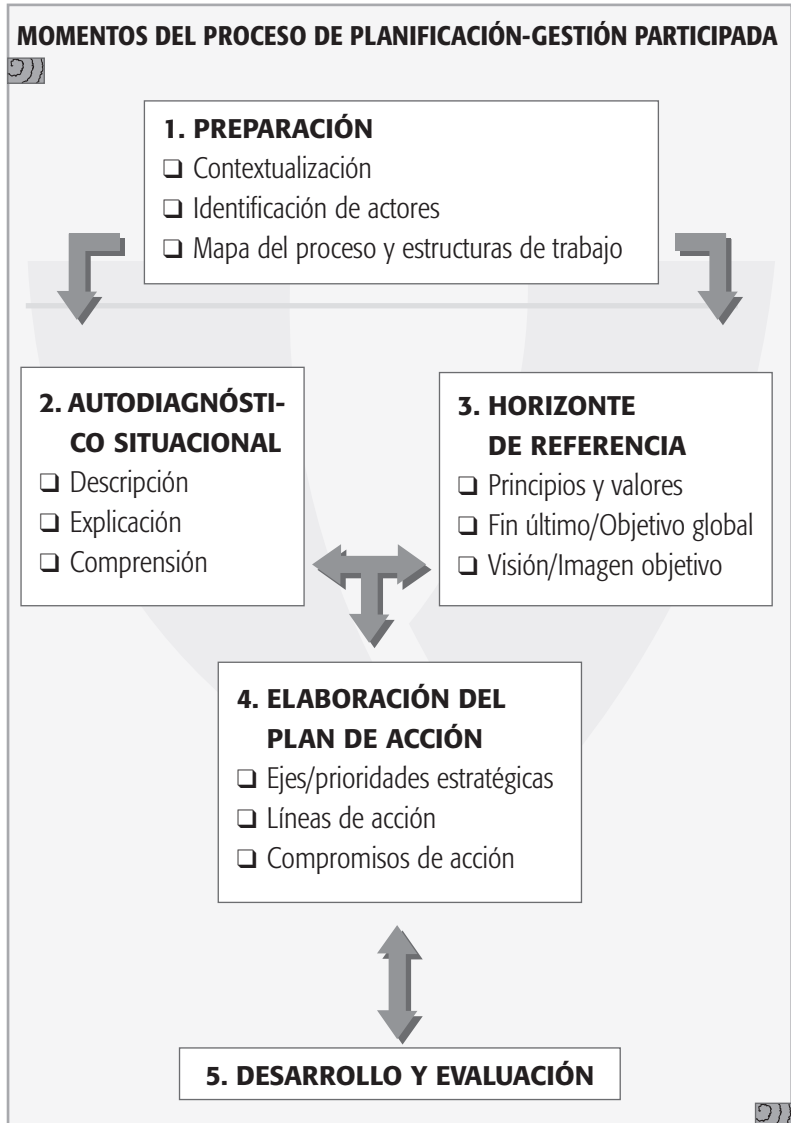 MOMENTOS DEL PROCESO DE PLANIFICACIÓN-GESTIÓN PARTICIPADA
1. PREPARACIÓN
❑ Contextualización
❑ Identificación de actores
❑ Mapa del proceso y estructuras de trabajo
2. AUTODIAGNÓSTI-
CO SITUACIONAL
❑ Descripción
❑ Explicación
❑ Comprensión
3. HORIZONTE
DE REFERENCIA
❑ Principios y valores
❑ Fin último/Objetivo global
❑ Visión/Imagen objetivo
4. ELABORACIÓN DEL
PLAN DE ACCIÓN
❑ Ejes/prioridades estratégicas
❑ Líneas de acción
❑ Compromisos de acción
5. DESARROLLO Y EVALUACIÓN